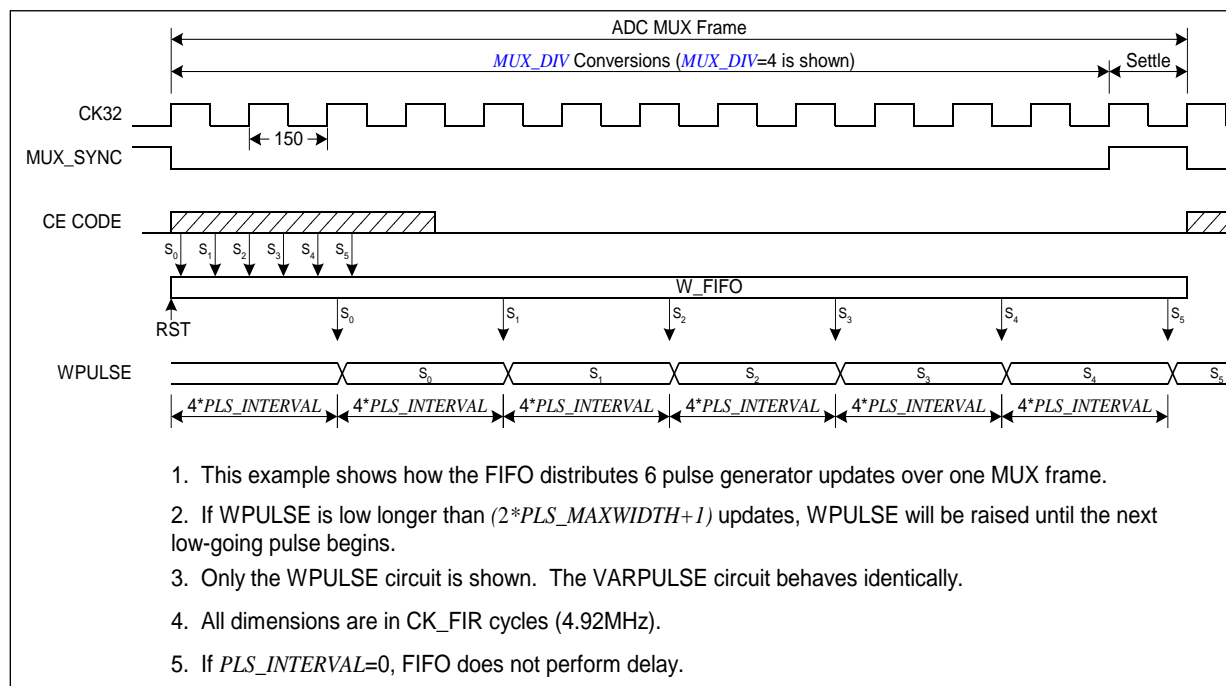 ADC MUX Frame
MUX_DIV Conversions (MUX_DIV=4 is shown)
Settle
CK32
150
MUX_SYNC
CE CODE
S0 S1 S2 S3 S4 S5
W_FIFO
RST
S0 S1 S2 S3 S4 S5
WPULSE
S0 S1 S2 S3 S4 S5
4*PLS_INTERVAL 4*PLS_INTERVAL 4*PLS_INTERVAL 4*PLS_INTERVAL 4*PLS_INTERVAL 4*PLS_INTERVAL
1. This example shows how the FIFO distributes 6 pulse generator updates over one MUX frame.
2. If WPULSE is low longer than (2*PLS_MAXWIDTH+1) updates, WPULSE will be raised until the next
low-going pulse begins.
3. Only the WPULSE circuit is shown. The VARPULSE circuit behaves identically.
4. All dimensions are in CK_FIR cycles (4.92MHz).
5. If PLS_INTERVAL=0, FIFO does not perform delay.